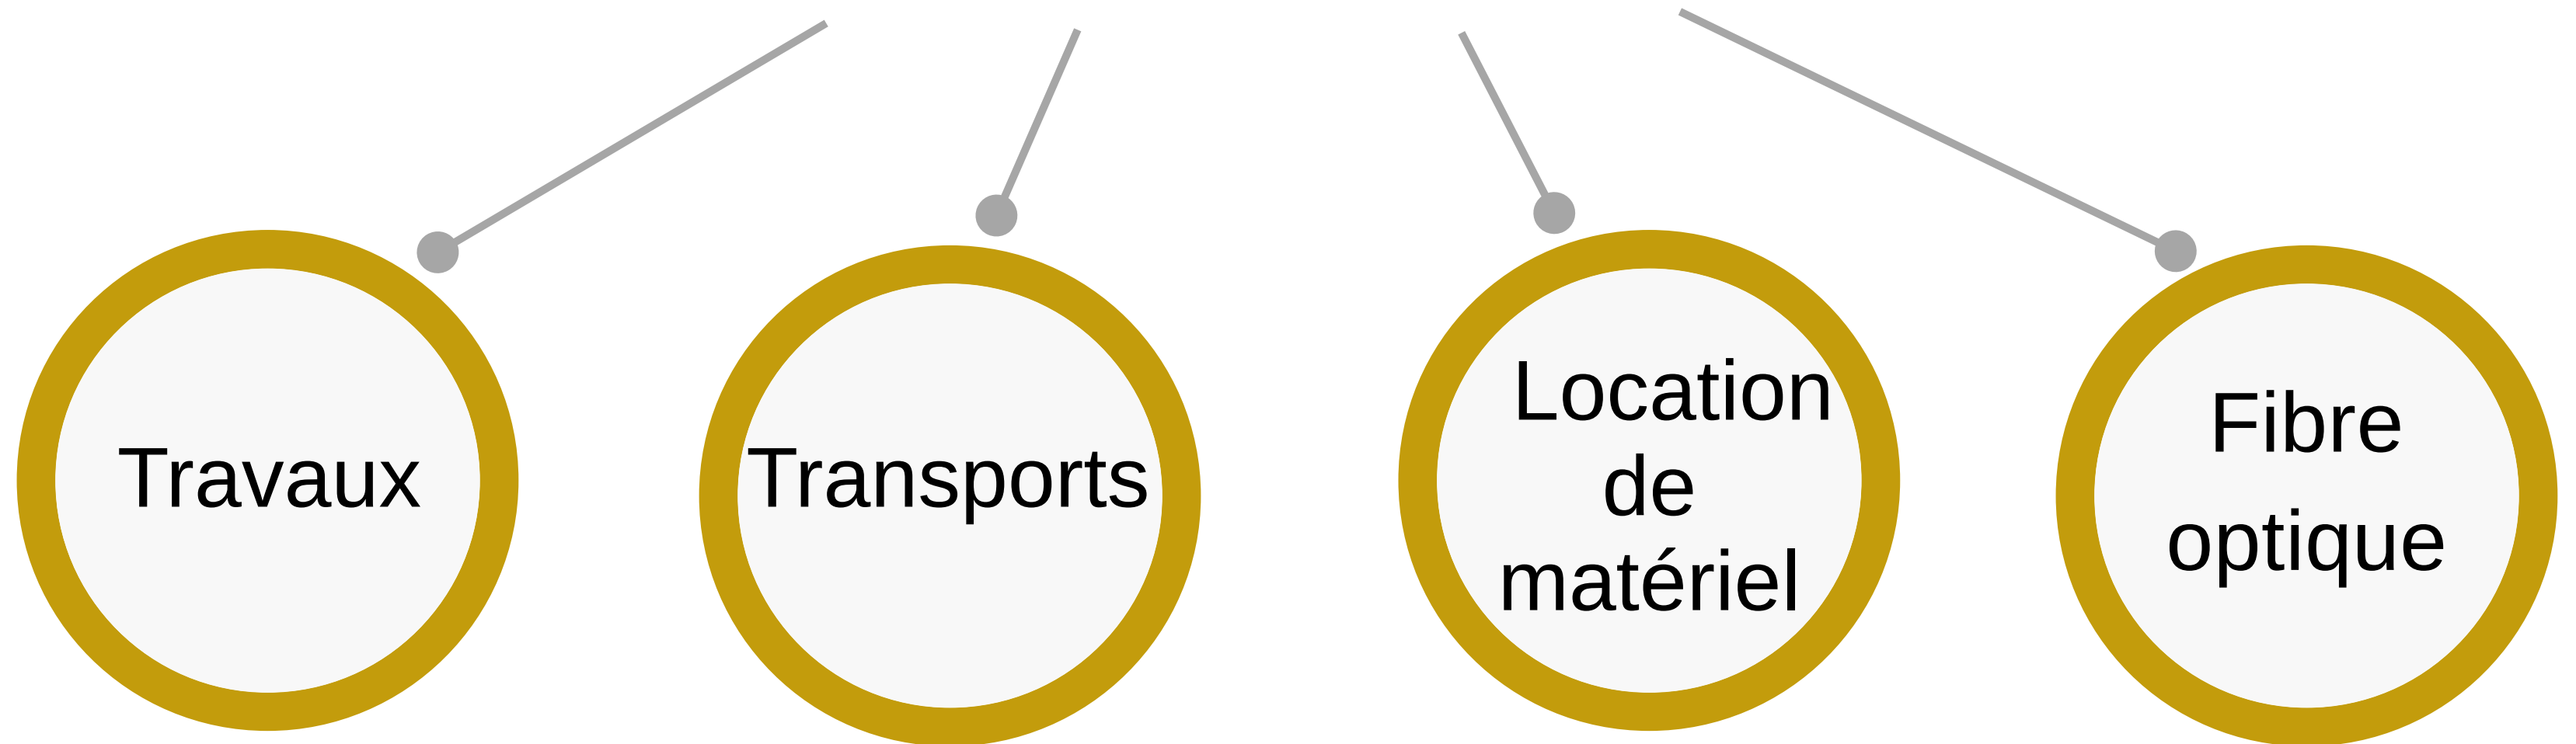 Travaux
Transports
Location
de
matériel
Fibre
optique